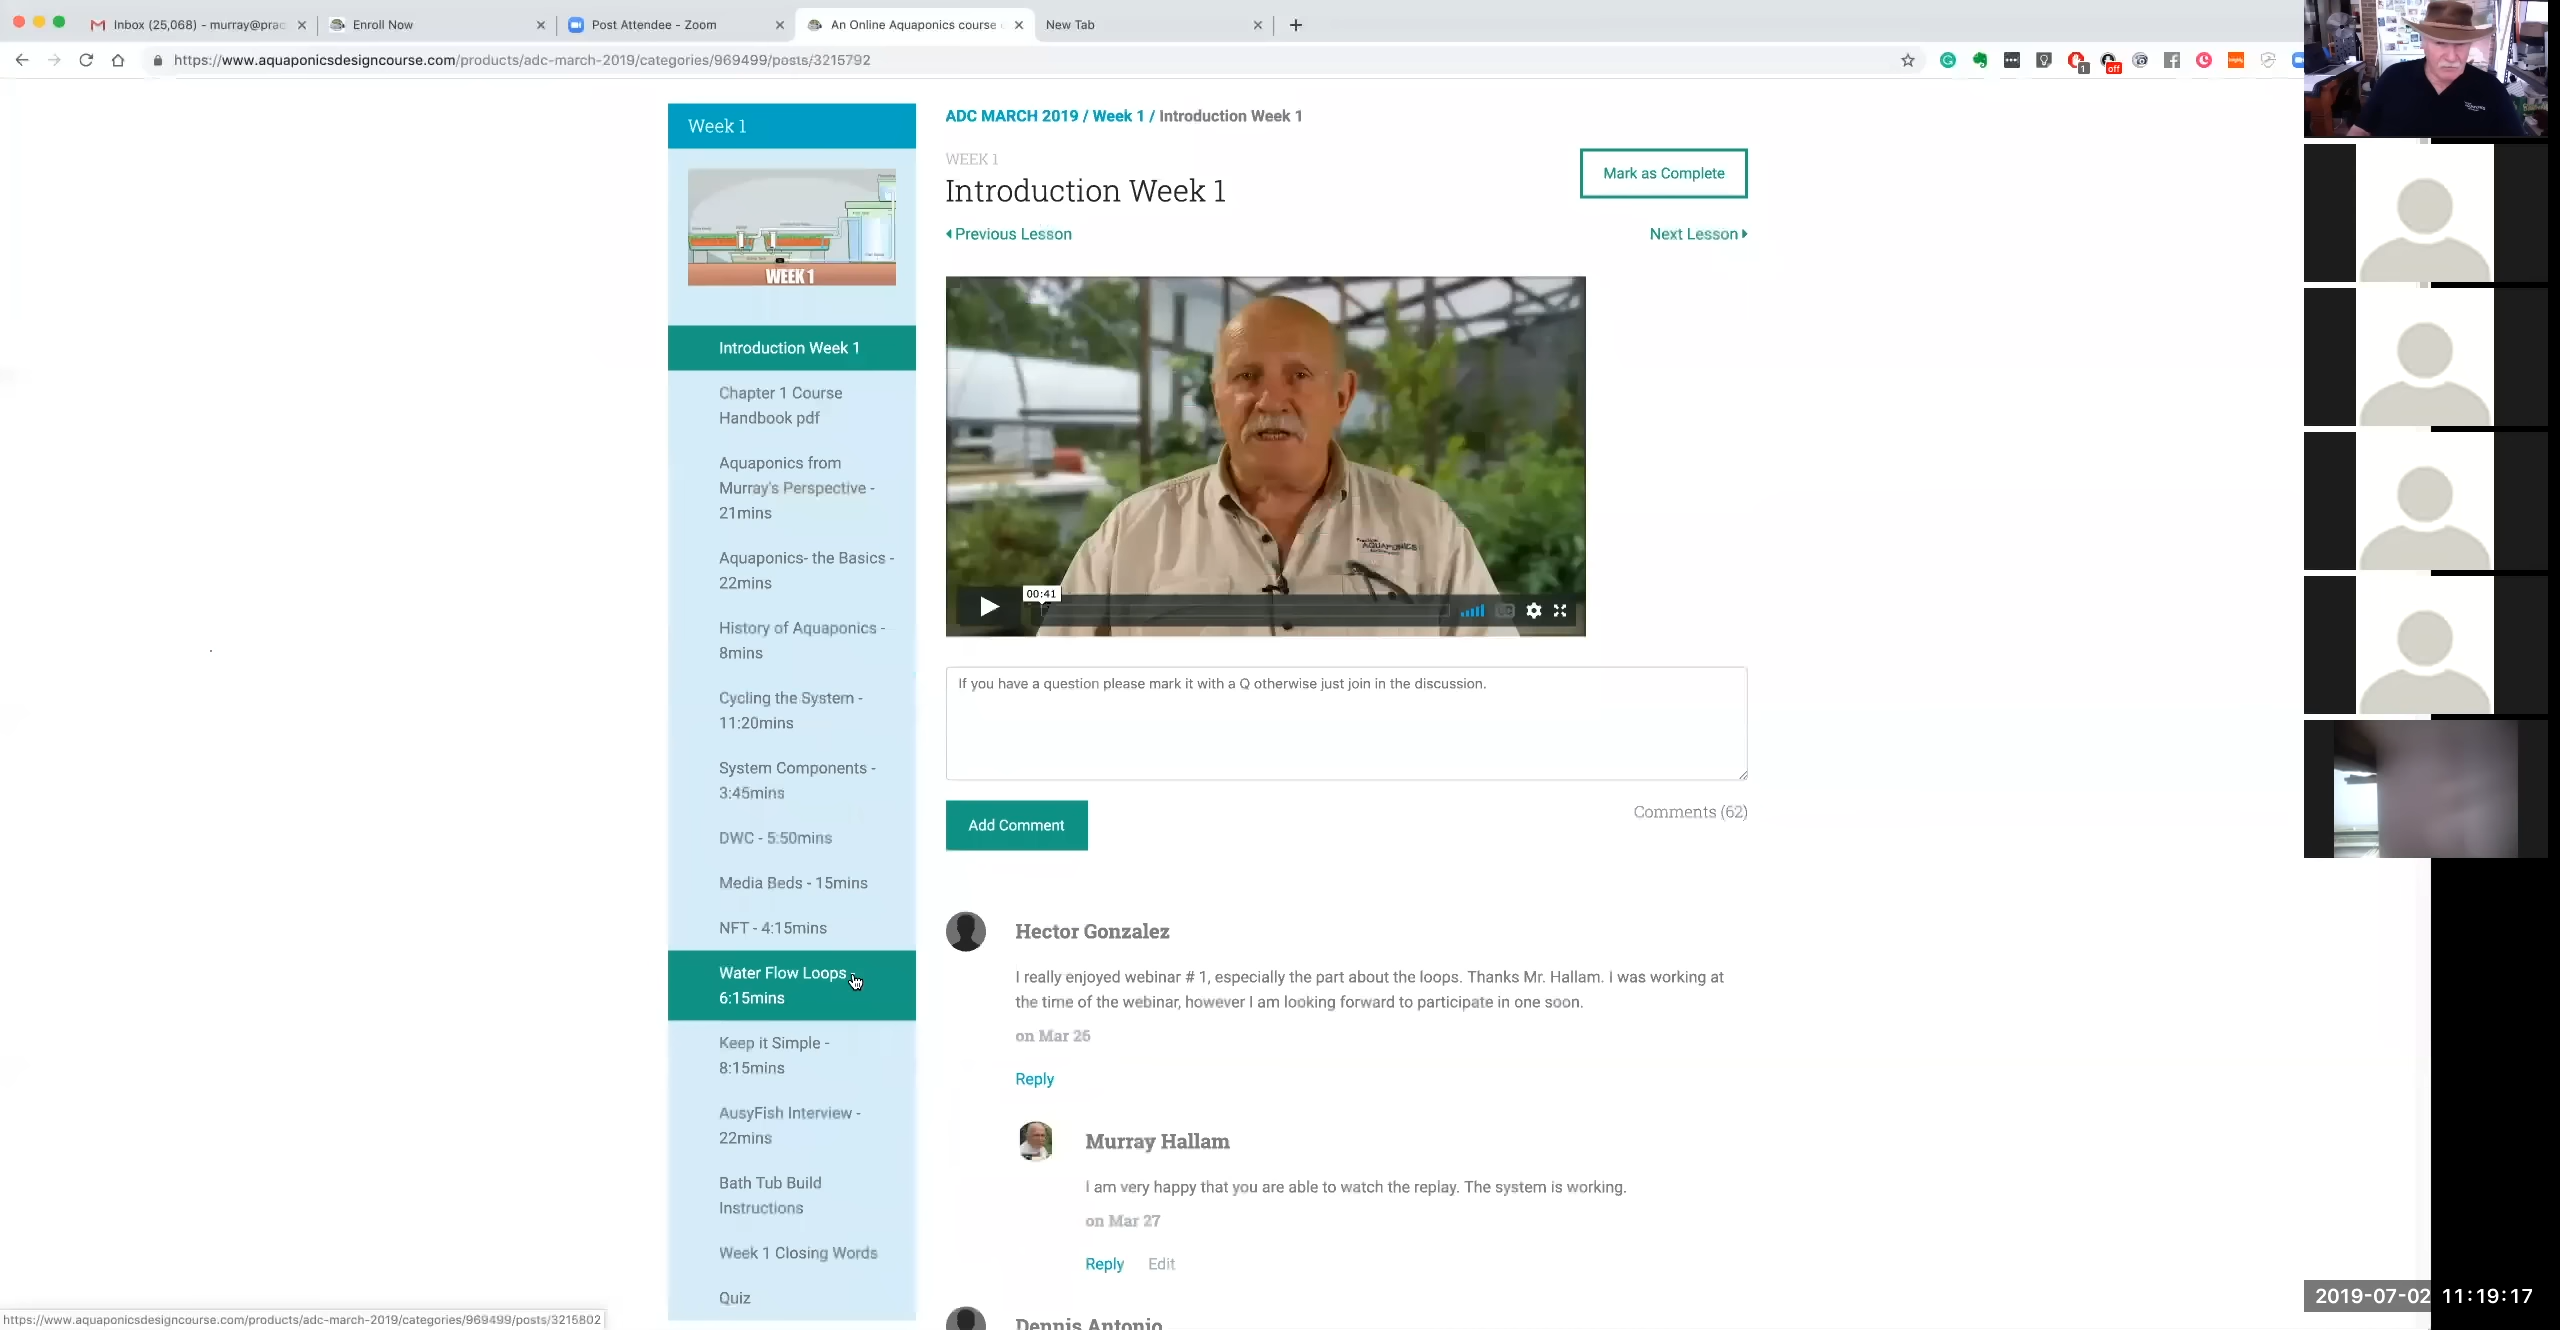 Inbox (25,068) - murray@prac
Enroll Now
Post Attendee - Zoom
An Online Aquaponics course
New Tab
https://www.aquaponicsdesigncourse.com/products/adc-march-2019/categories/969499/posts/3215792
1
off
Week 1
WEEK 1
Introduction Week 1
Chapter 1 Course
Handbook pdf
Aquaponics from
Murray's Perspective -
21mins
Aquaponics- the Basics -
22mins
History of Aquaponics -
8mins
Cycling the System -
11:20mins
System Components -
3:45mins
DWC - 5:50mins
Media Beds - 15mins
NFT - 4:15mins
Water Flow Loops -
6:15mins
Keep it Simple -
8:15mins
AusyFish Interview -
22mins
Bath Tub Build
Instructions
Week 1 Closing Words
Quiz
ADC MARCH 2019 / Week 1 / Introduction Week 1
WEEK 1
Introduction Week 1
Mark as Complete
Previous Lesson
Next Lesson
AQUAPONICS
00:41
CC
If you have a question please mark it with a Q otherwise just join in the discussion.
Add Comment
Comments (62)
Hector Gonzalez
I really enjoyed webinar # 1, especially the part about the loops. Thanks Mr. Hallam. I was working at
the time of the webinar, however I am looking forward to participate in one soon.
on Mar 26
Reply
Murray Hallam
I am very happy that you are able to watch the replay. The system is working.
on Mar 27
Reply Edit
Dennis Antonio
https://www.aquaponicsdesigncourse.com/products/adc-march-2019/categories/969499/posts/3215802
2019-07-02 11:19:17